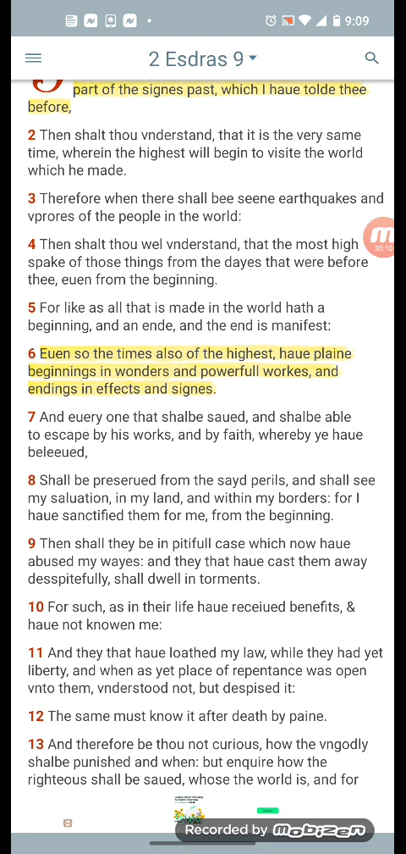 9:09
2 Esdras 9
part of the signes past, which I haue tolde thee
before,
2 Then shalt thou vnderstand, that it is the very same
time, wherein the highest will begin to visite the world
which he made.
3 Therefore when there shall bee seene earthquakes and
vprores of the people in the world:
4 Then shalt thou wel vnderstand, that the most high
spake of those things from the dayes that were before
thee, euen from the beginning.
5 For like as all that is made in the world hath a
beginning, and an ende, and the end is manifest:
6 Euen so the times also of the highest, haue plaine
beginnings in wonders and powerfull workes, and
endings in effects and signes.
7 And euery one that shalbe saued, and shalbe able
to escape by his works, and by faith, whereby ye haue
beleeued,
8 Shall be preserued from the sayd perils, and shall see
my saluation, in my land, and within my borders: for I
haue sanctified them for me, from the beginning.
9 Then shall they be in pitifull case which now haue
abused my wayes: and they that haue cast them away
desspitefully, shall dwell in torments.
10 For such, as in their life haue receiued benefits, &
haue not knowen me:
11 And they that haue loathed my law, while they had yet
liberty, and when as yet place of repentance was open
vnto them, vnderstood not, but despised it:
12 The same must know it after death by paine.
13 And therefore be thou not curious, how the vngodly
shalbe punished and when: but enquire how the
righteous shall be saued, whose the world is, and for
30:10
Recorded by mobizen